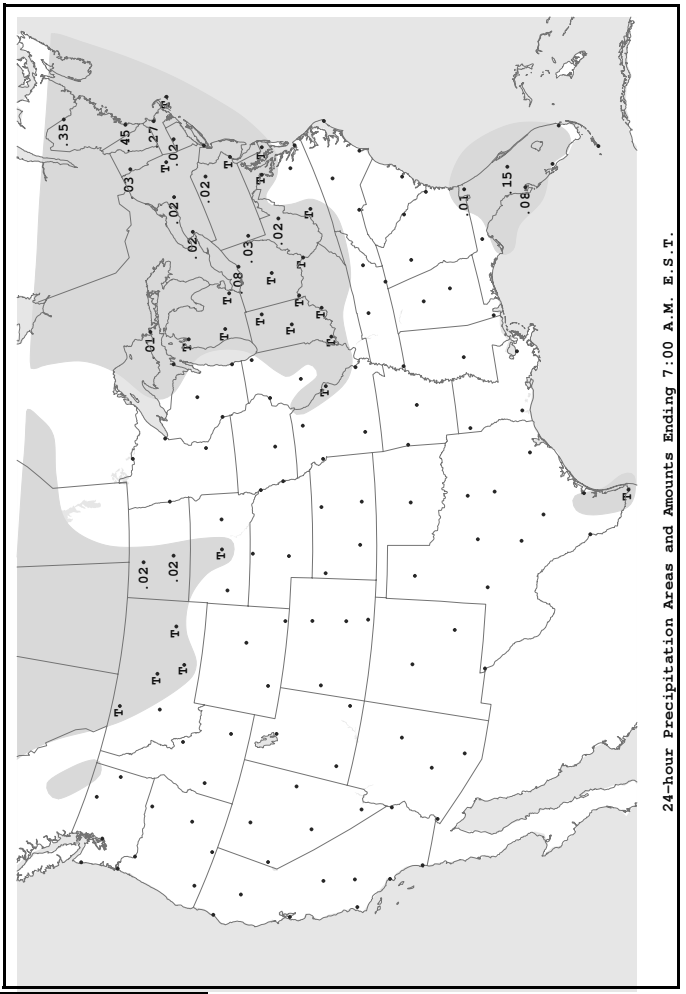 .35
T
.45
.03
.02
.01
.27
T
T
T
.02
.02
.02
T
T
T
.02
.02
T
T
T
T
.08
.03
T
T
T
T
.02
T
T
T
T
T
T
T
.01
.15
.08
T
24-hour Precipitation Areas and Amounts Ending 7:00 A.M. E.S.T.